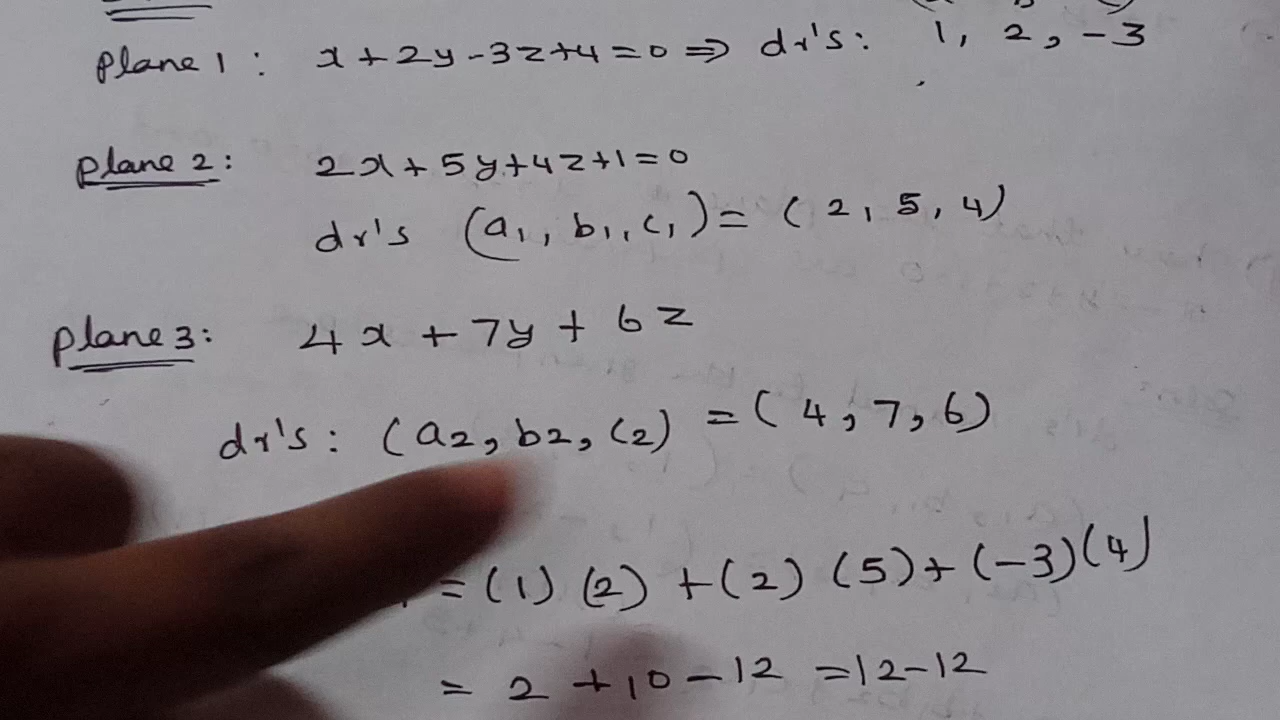 plane 1 : x + 2y - 3z + 4 = 0 ⇒ dr's : 1, 2, -3
plane 2 : 2x + 5y + 4z + 1 = 0
dr's (a1, b1, c1) = (2, 5, 4)
plane 3 : 4x + 7y + 6z
dr's : (a2, b2, c2) = (4, 7, 6)
= (1) (2) + (2) (5) + (-3) (4)
= 2 + 10 - 12 = 12 - 12